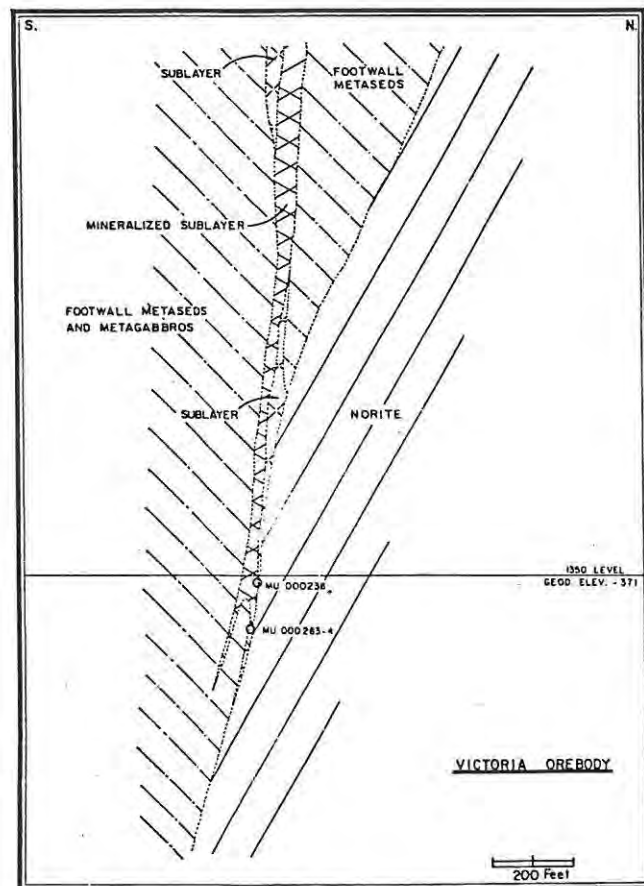 S.
N.
SUBLAYER
FOOTWALL
METASEDS
MINERALIZED SUBLAYER
FOOTWALL METASEDS
AND METAGABBROS
SUBLAYER
NORITE
1350 LEVEL
GEOD. ELEV. -371
MU 000236
MU 000263-4
VICTORIA OREBODY
200 Feet